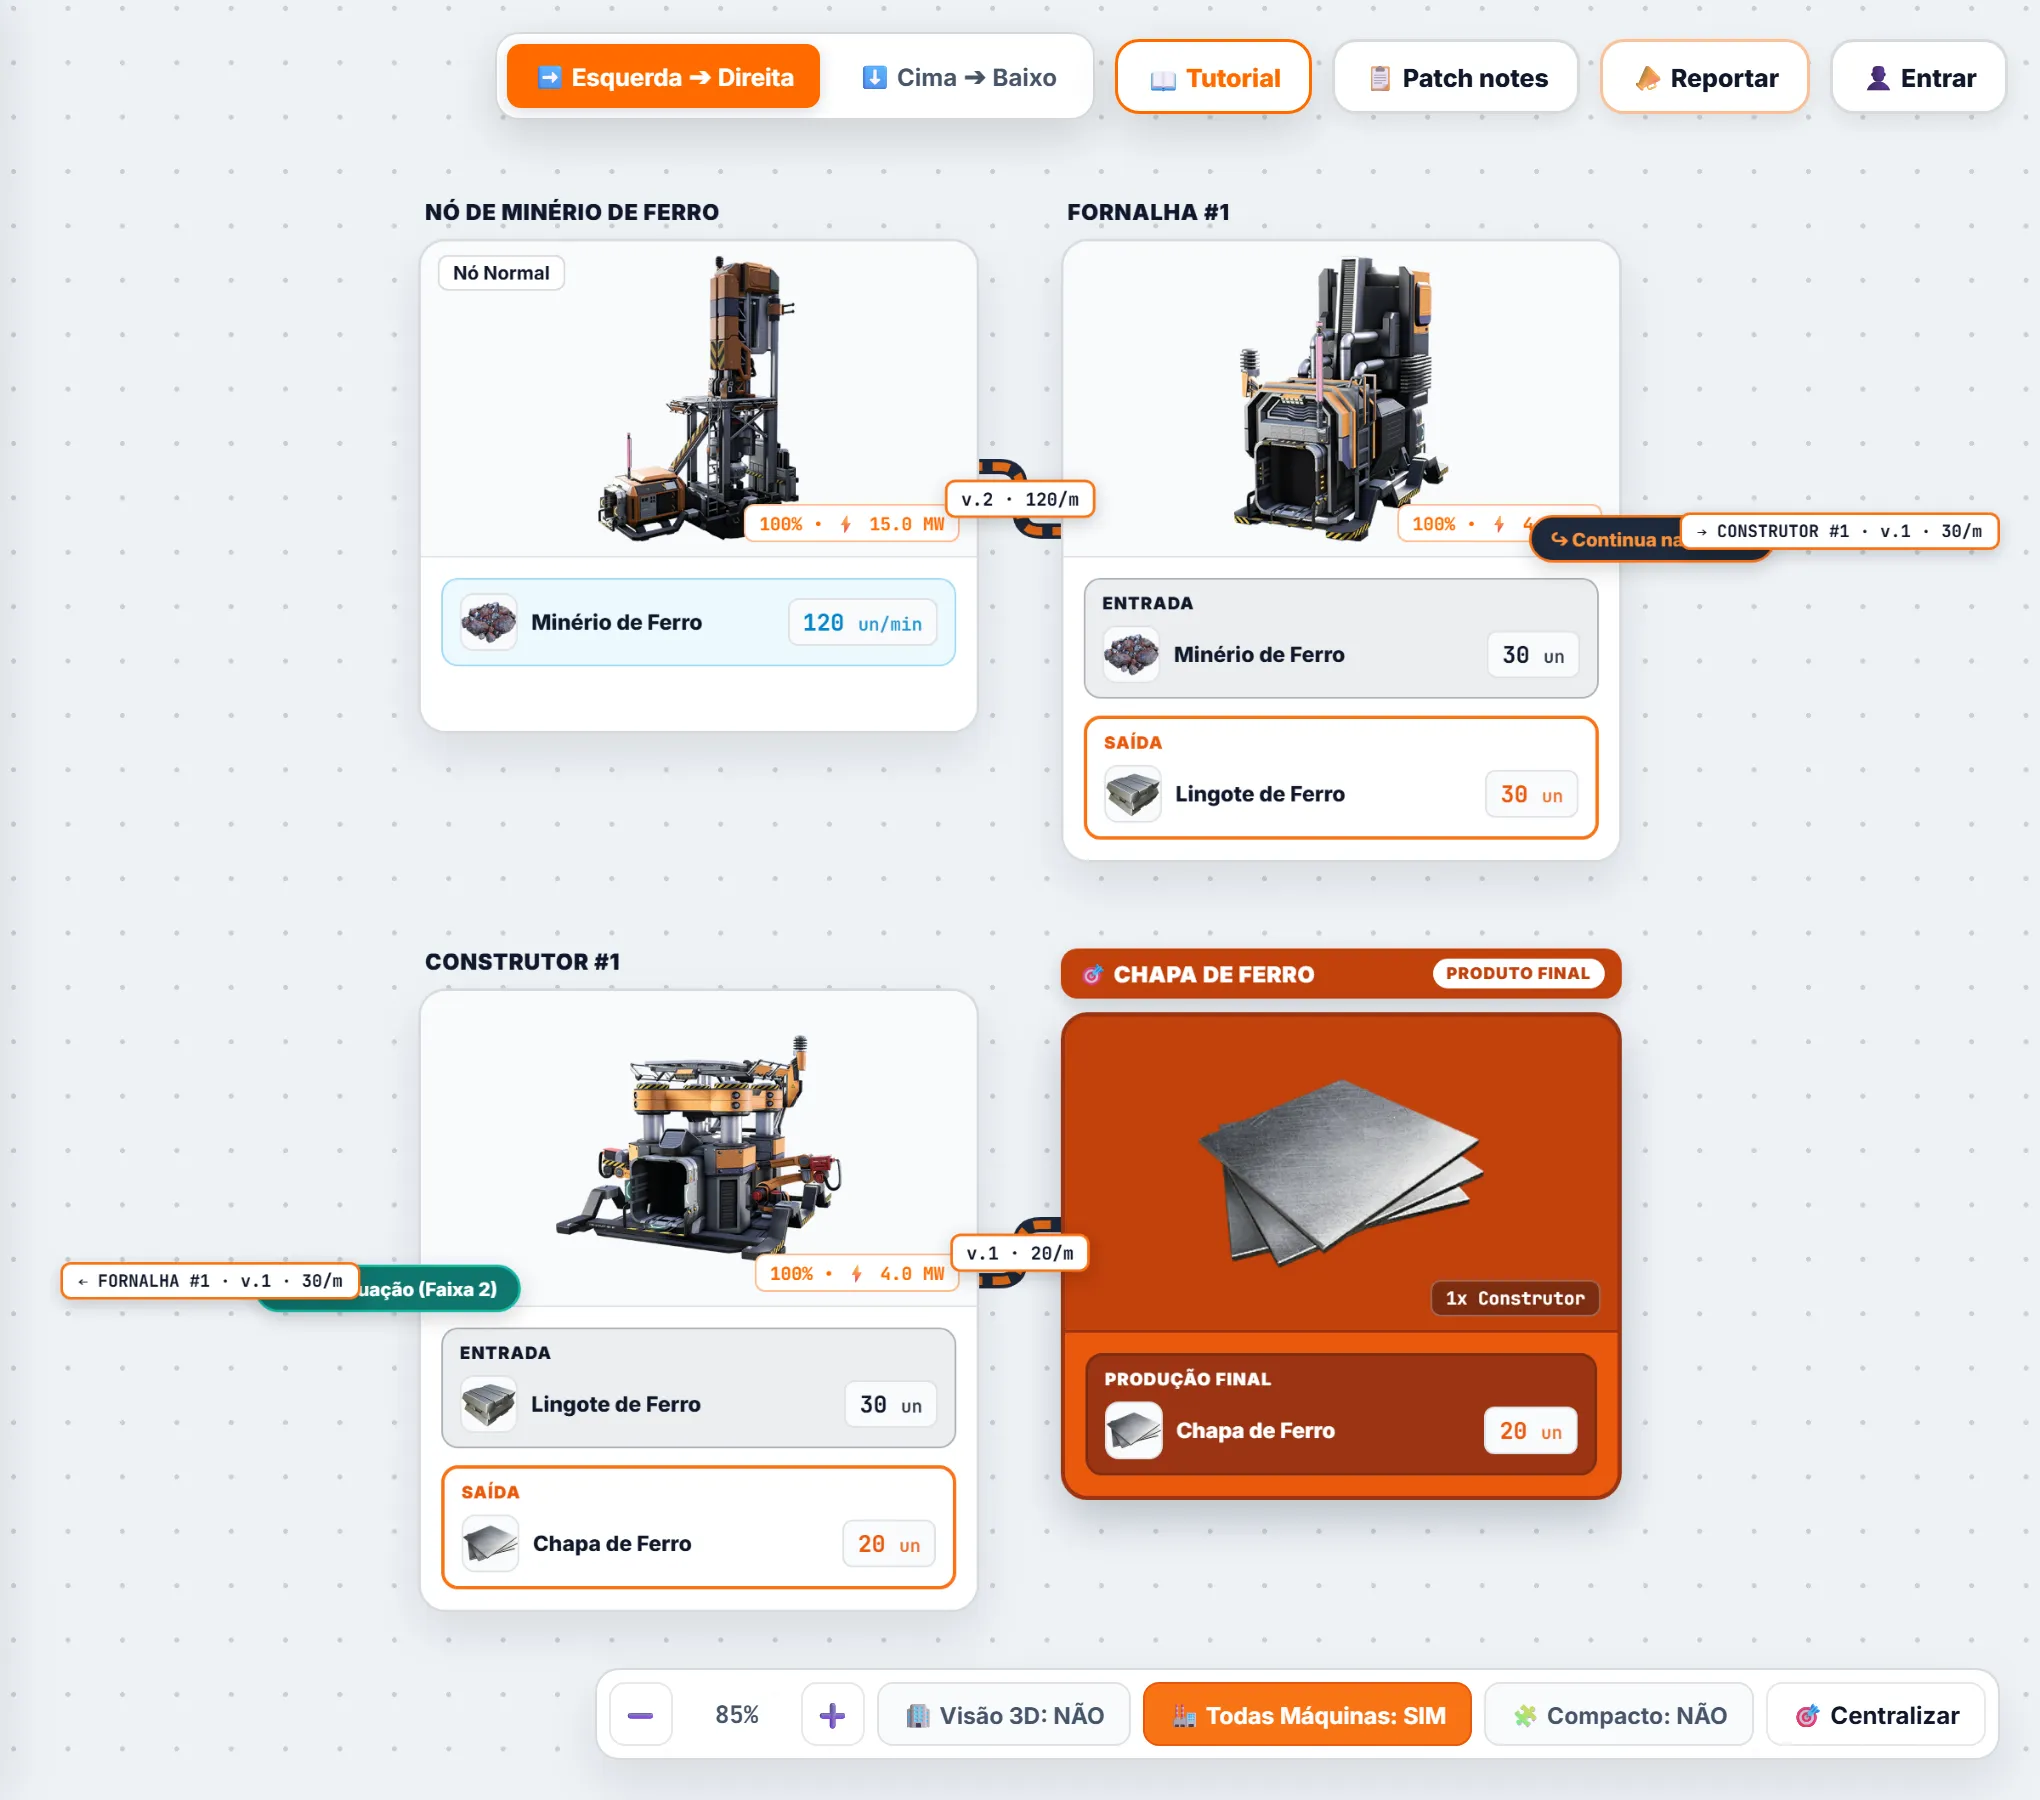 Esquerda ➔ Direita
Cima ➔ Baixo
Tutorial
Patch notes
Reportar
Entrar
NÓ DE MINÉRIO DE FERRO
Nó Normal
100% • 15.0 MW
Minério de Ferro
120 un/min
v.2 · 120/m
FORNALHA #1
100% • 4
↪ Continua na
→ CONSTRUTOR #1 · v.1 · 30/m
ENTRADA
Minério de Ferro
30 un
SAÍDA
Lingote de Ferro
30 un
CONSTRUTOR #1
100% • 4.0 MW
← FORNALHA #1 · v.1 · 30/m
uação (Faixa 2)
ENTRADA
Lingote de Ferro
30 un
SAÍDA
Chapa de Ferro
20 un
v.1 · 20/m
CHAPA DE FERRO
PRODUTO FINAL
1x Construtor
PRODUÇÃO FINAL
Chapa de Ferro
20 un
85%
Visão 3D: NÃO
Todas Máquinas: SIM
Compacto: NÃO
Centralizar